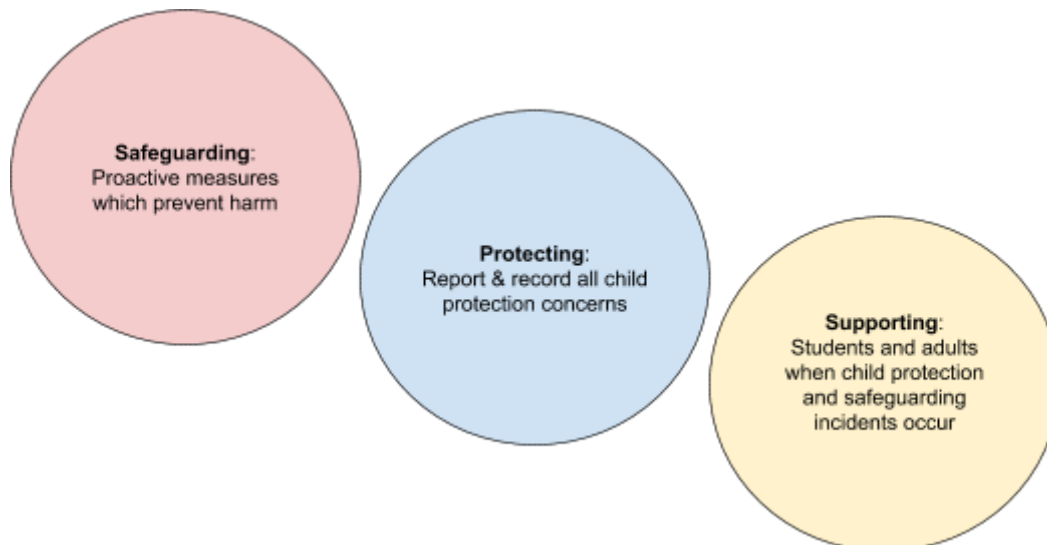 Safeguarding:
Proactive measures
which prevent harm
Protecting:
Report & record all child
protection concerns
Supporting:
Students and adults
when child protection
and safeguarding
incidents occur